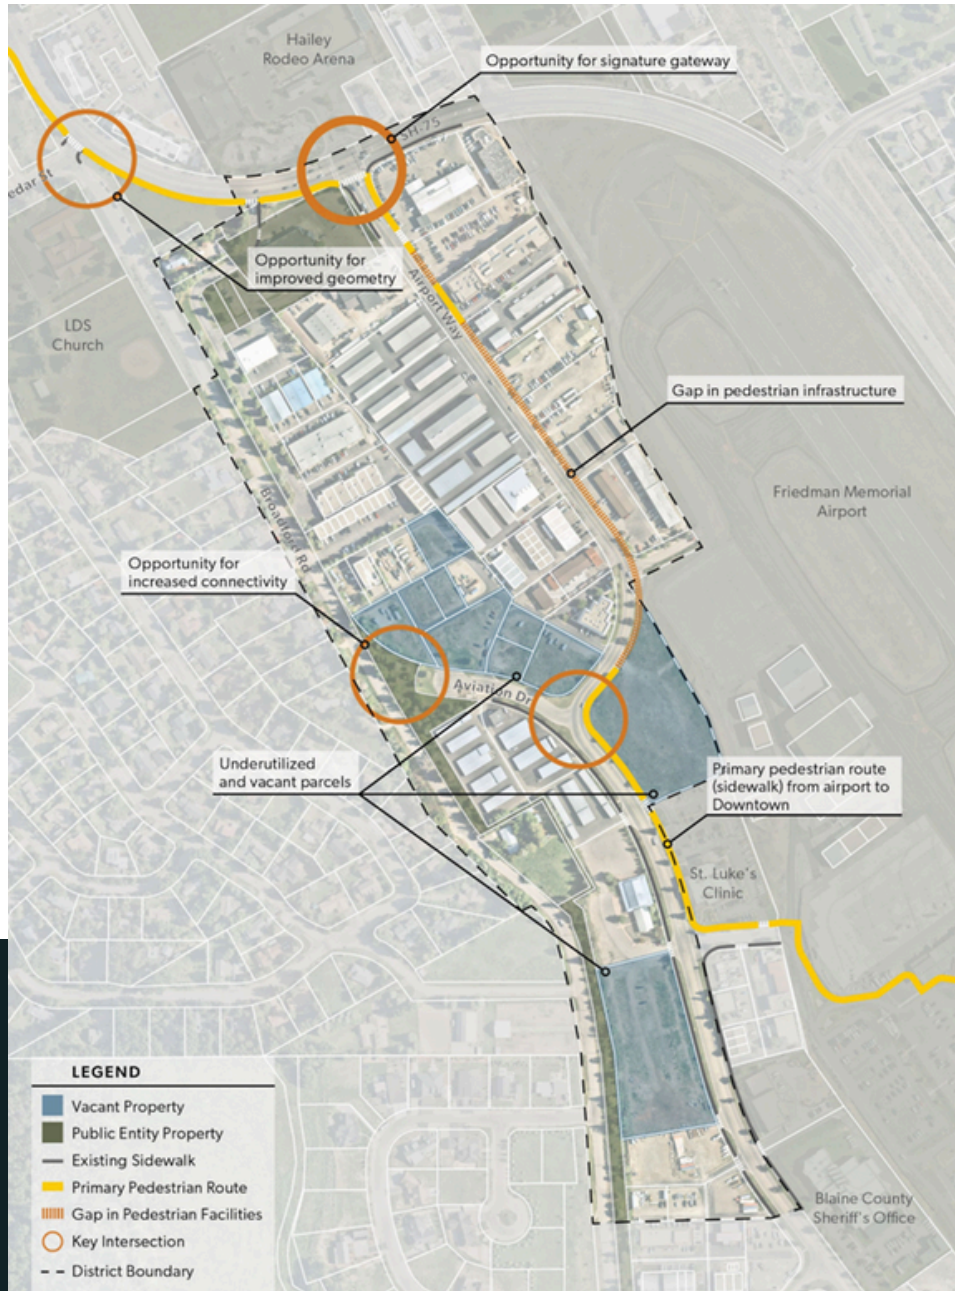 Hailey
Rodeo Arena
Opportunity for signature gateway
SH-75
edar St
Opportunity for
improved geometry
Airport Way
LDS
Church
Gap in pedestrian infrastructure
Friedman Memorial
Airport
Broadford Rd
Opportunity for
increased connectivity
Aviation Dr
Underutilized
and vacant parcels
Primary pedestrian route
(sidewalk) from airport to
Downtown
St. Luke's
Clinic
LEGEND
Vacant Property
Public Entity Property
Existing Sidewalk
Primary Pedestrian Route
Gap in Pedestrian Facilities
Key Intersection
District Boundary
Blaine County
Sheriff's Office